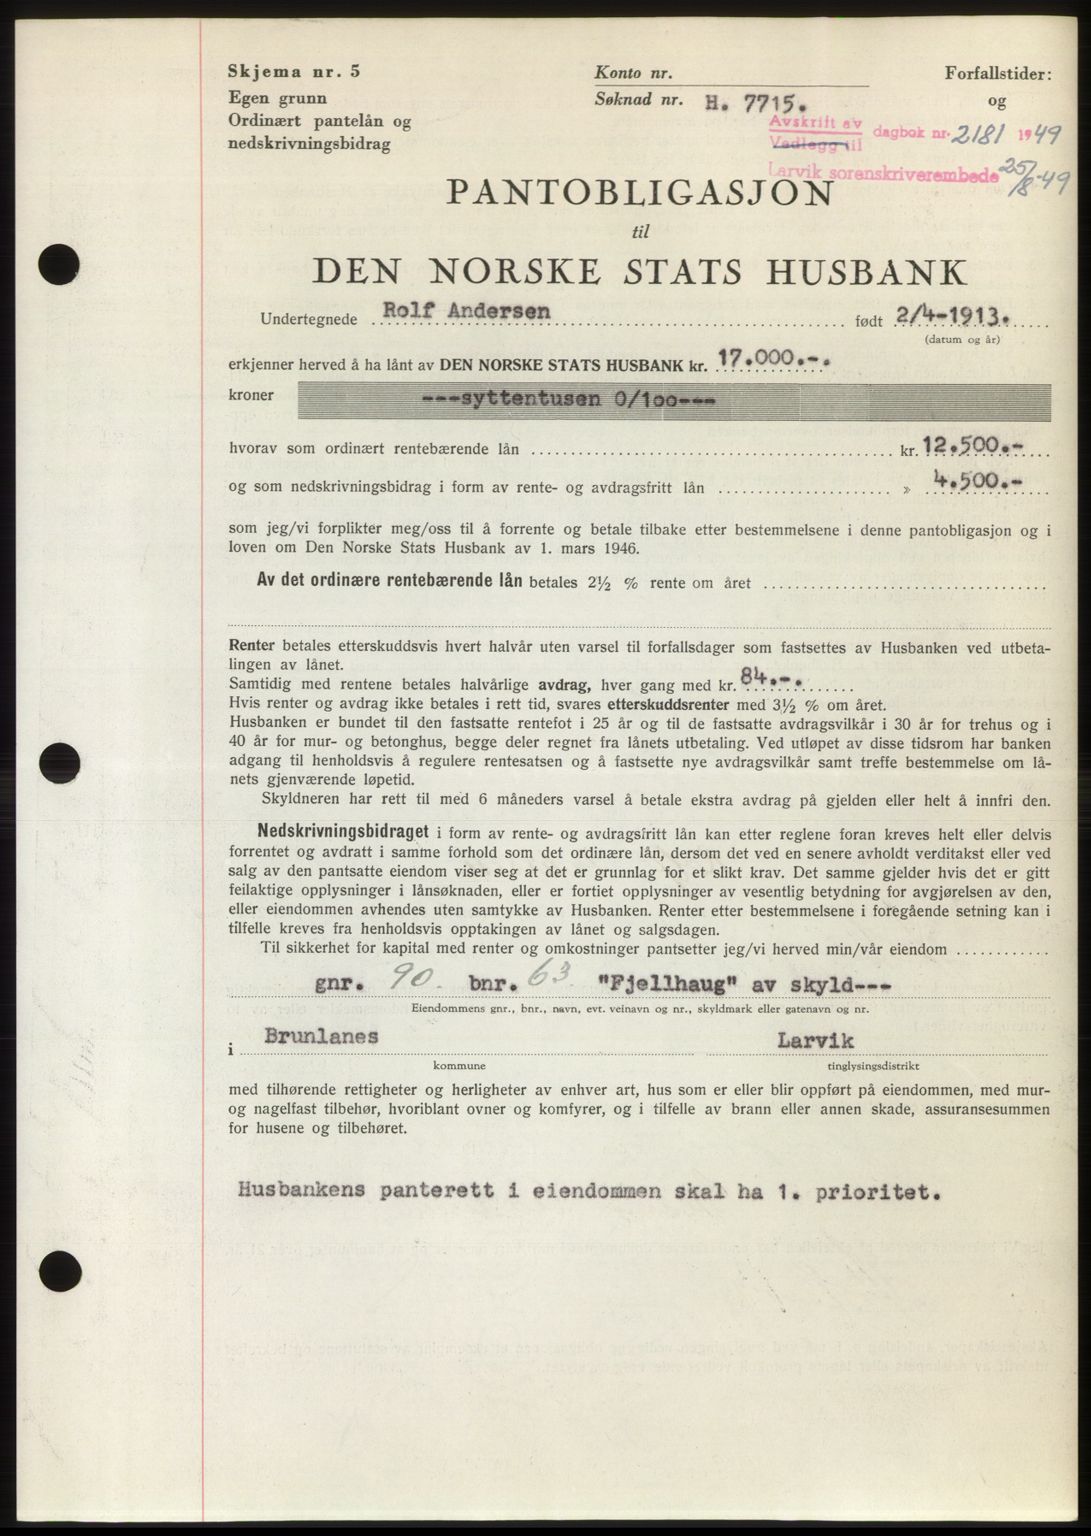 Skjema nr. 5
Egen grunn
Ordinært pantelån og
nedskrivningsbidrag
Konto nr.
Søknad nr. H. 7715.
Forfallstider:
og
Avskrift av
Vedlegg til
dagbok nr. 2181 1949
Larvik sorenskriverembede 25/8-49
PANTOBLIGASJON
til
DEN NORSKE STATS HUSBANK
Undertegnede Rolf Andersen født 2/4-1913.
(datum og år)
erkjenner herved å ha lånt av DEN NORSKE STATS HUSBANK kr. 17.000.-.
kroner ---syttentusen 0/100---
hvorav som ordinært rentebærende lån kr. 12.500.-
og som nedskrivningsbidrag i form av rente- og avdragsfritt lån » 4.500.-
som jeg/vi forplikter meg/oss til å forrente og betale tilbake etter bestemmelsene i denne pantobligasjon og i
loven om Den Norske Stats Husbank av 1. mars 1946.
Av det ordinære rentebærende lån betales 2½ % rente om året
Renter betales etterskuddsvis hvert halvår uten varsel til forfallsdager som fastsettes av Husbanken ved utbeta-
lingen av lånet.
Samtidig med rentene betales halvårlige avdrag, hver gang med kr. 84.-.
Hvis renter og avdrag ikke betales i rett tid, svares etterskuddsrenter med 3½ % om året.
Husbanken er bundet til den fastsatte rentefot i 25 år og til de fastsatte avdragsvilkår i 30 år for trehus og i
40 år for mur- og betonghus, begge deler regnet fra lånets utbetaling. Ved utløpet av disse tidsrom har banken
adgang til henholdsvis å regulere rentesatsen og å fastsette nye avdragsvilkår samt treffe bestemmelse om lå-
nets gjenværende løpetid.
Skyldneren har rett til med 6 måneders varsel å betale ekstra avdrag på gjelden eller helt å innfri den.
Nedskrivningsbidraget i form av rente- og avdragsfritt lån kan etter reglene foran kreves helt eller delvis
forrentet og avdratt i samme forhold som det ordinære lån, dersom det ved en senere avholdt verditakst eller ved
salg av den pantsatte eiendom viser seg at det er grunnlag for et slikt krav. Det samme gjelder hvis det er gitt
feilaktige opplysninger i lånsøknaden, eller er fortiet opplysninger av vesentlig betydning for avgjørelsen av den,
eller eiendommen avhendes uten samtykke av Husbanken. Renter etter bestemmelsene i foregående setning kan i
tilfelle kreves fra henholdsvis opptakingen av lånet og salgsdagen.
Til sikkerhet for kapital med renter og omkostninger pantsetter jeg/vi herved min/vår eiendom
gnr. 90. bnr. 63 "Fjellhaug" av skyld---
Eiendommens gnr., bnr., navn, evt. veinavn og nr., skyldmark eller gatenavn og nr.
i Brunlanes Larvik
kommune tinglysingsdistrikt
med tilhørende rettigheter og herligheter av enhver art, hus som er eller blir oppført på eiendommen, med mur-
og nagelfast tilbehør, hvoriblant ovner og komfyrer, og i tilfelle av brann eller annen skade, assuransesummen
for husene og tilbehøret.
Husbankens panterett i eiendommen skal ha 1. prioritet.